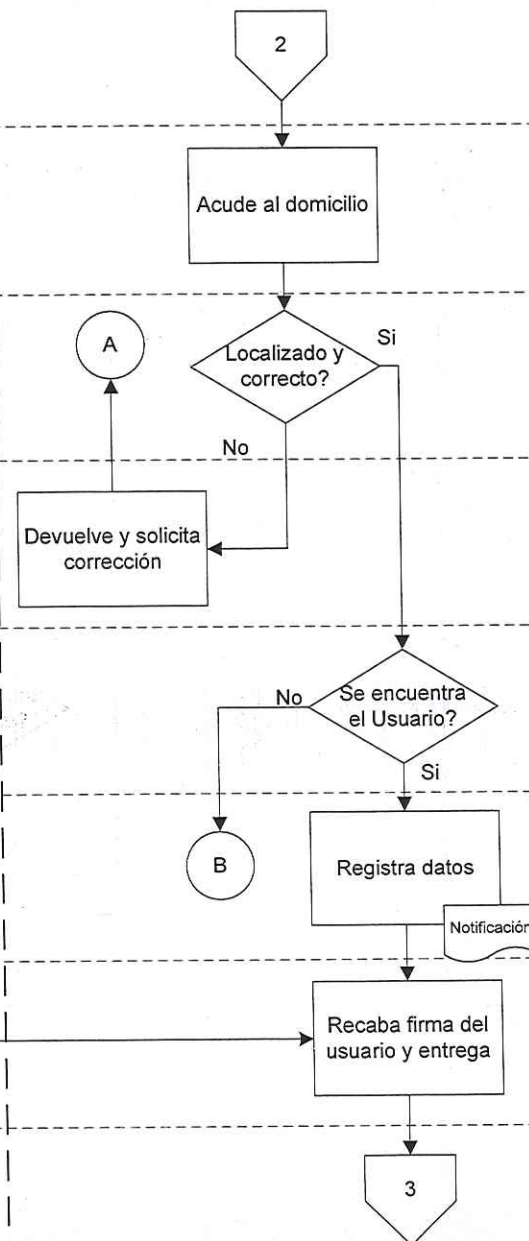 2
Acude al domicilio
A
Localizado y
correcto?
Si
No
Devuelve y solicita
corrección
No
Se encuentra
el Usuario?
Si
B
Registra datos
Notificación
Recaba firma del
usuario y entrega
3